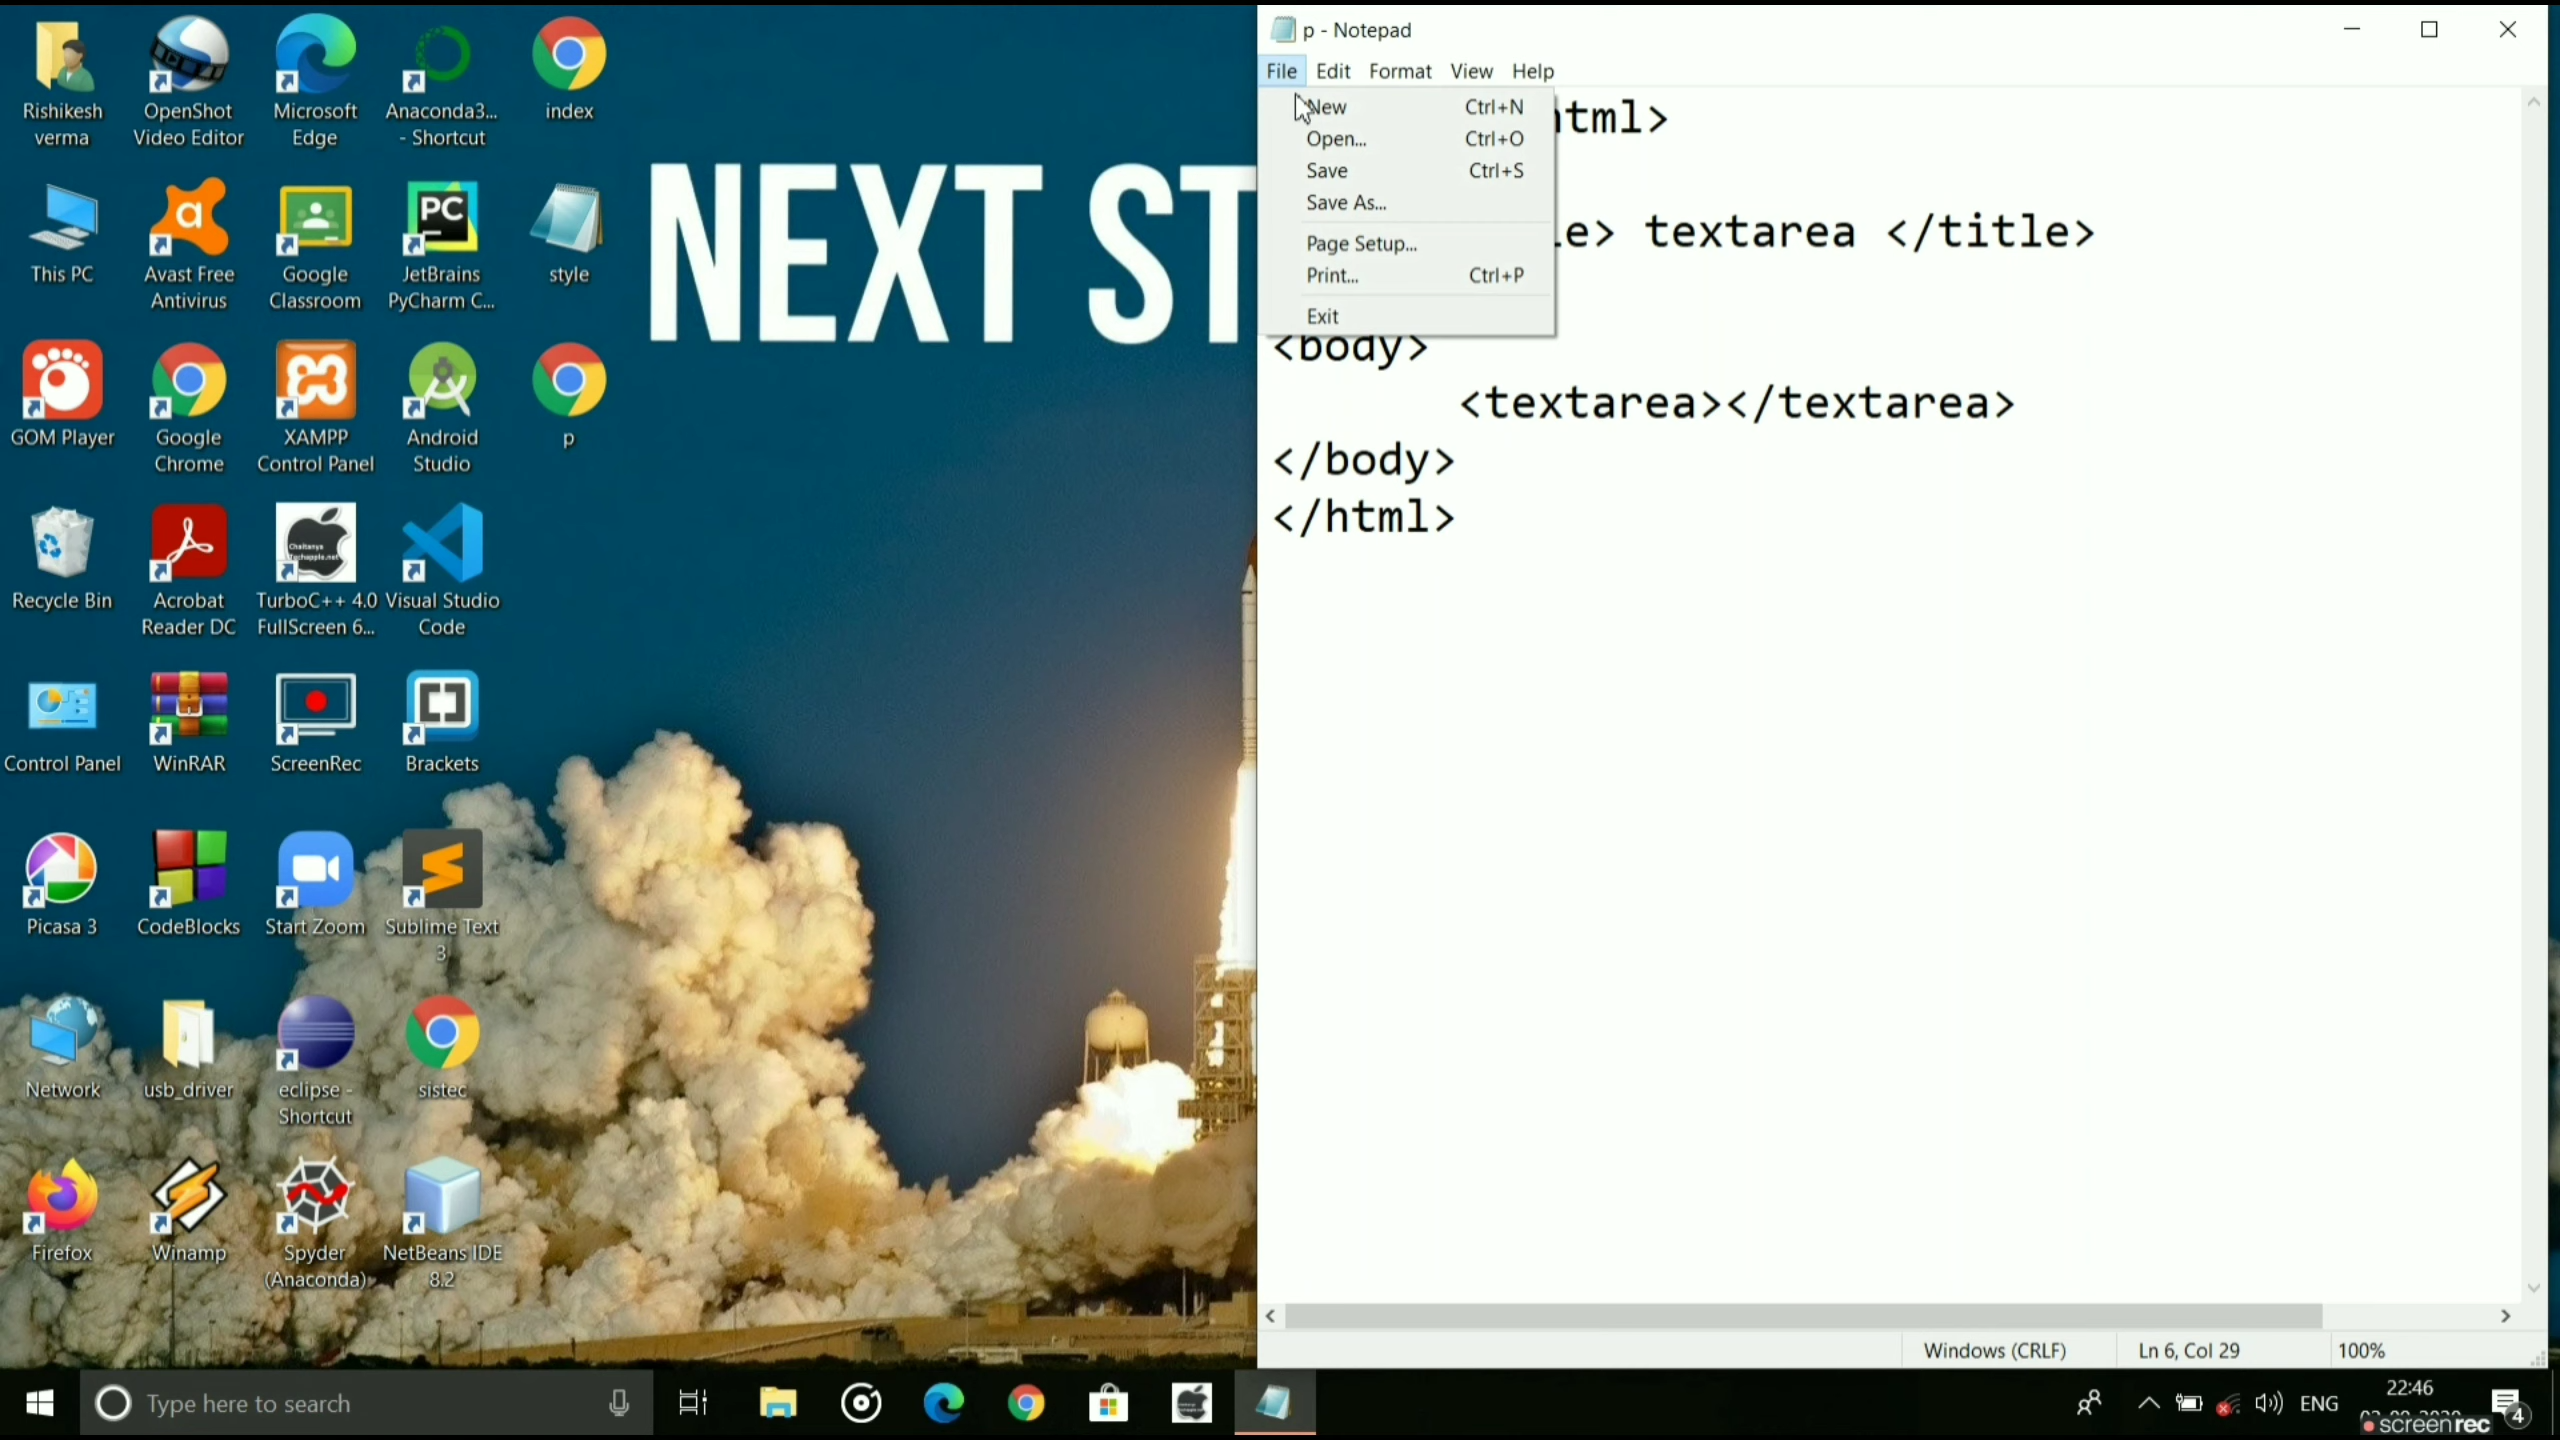 Rishikesh
verma
OpenShot
Video Editor
Microsoft
Edge
Anaconda3...
- Shortcut
index
This PC
Avast Free
Antivirus
Google
Classroom
JetBrains
PyCharm C...
style
GOM Player
Google
Chrome
XAMPP
Control Panel
Android
Studio
p
Recycle Bin
Acrobat
Reader DC
TurboC++ 4.0
FullScreen 6...
Visual Studio
Code
Control Panel
WinRAR
ScreenRec
Brackets
Picasa 3
CodeBlocks
Start Zoom
Sublime Text
3
Network
usb_driver
eclipse -
Shortcut
sistec
Firefox
Winamp
Spyder
(Anaconda)
NetBeans IDE
8.2
NEXT ST
p - Notepad
File Edit Format View Help
New Ctrl+N
Open... Ctrl+O
Save Ctrl+S
Save As...
Page Setup...
Print... Ctrl+P
Exit
html>
le> textarea </title>
<body>
<textarea></textarea>
</body>
</html>
Windows (CRLF) Ln 6, Col 29 100%
Type here to search
ENG
22:46
4
screenrec